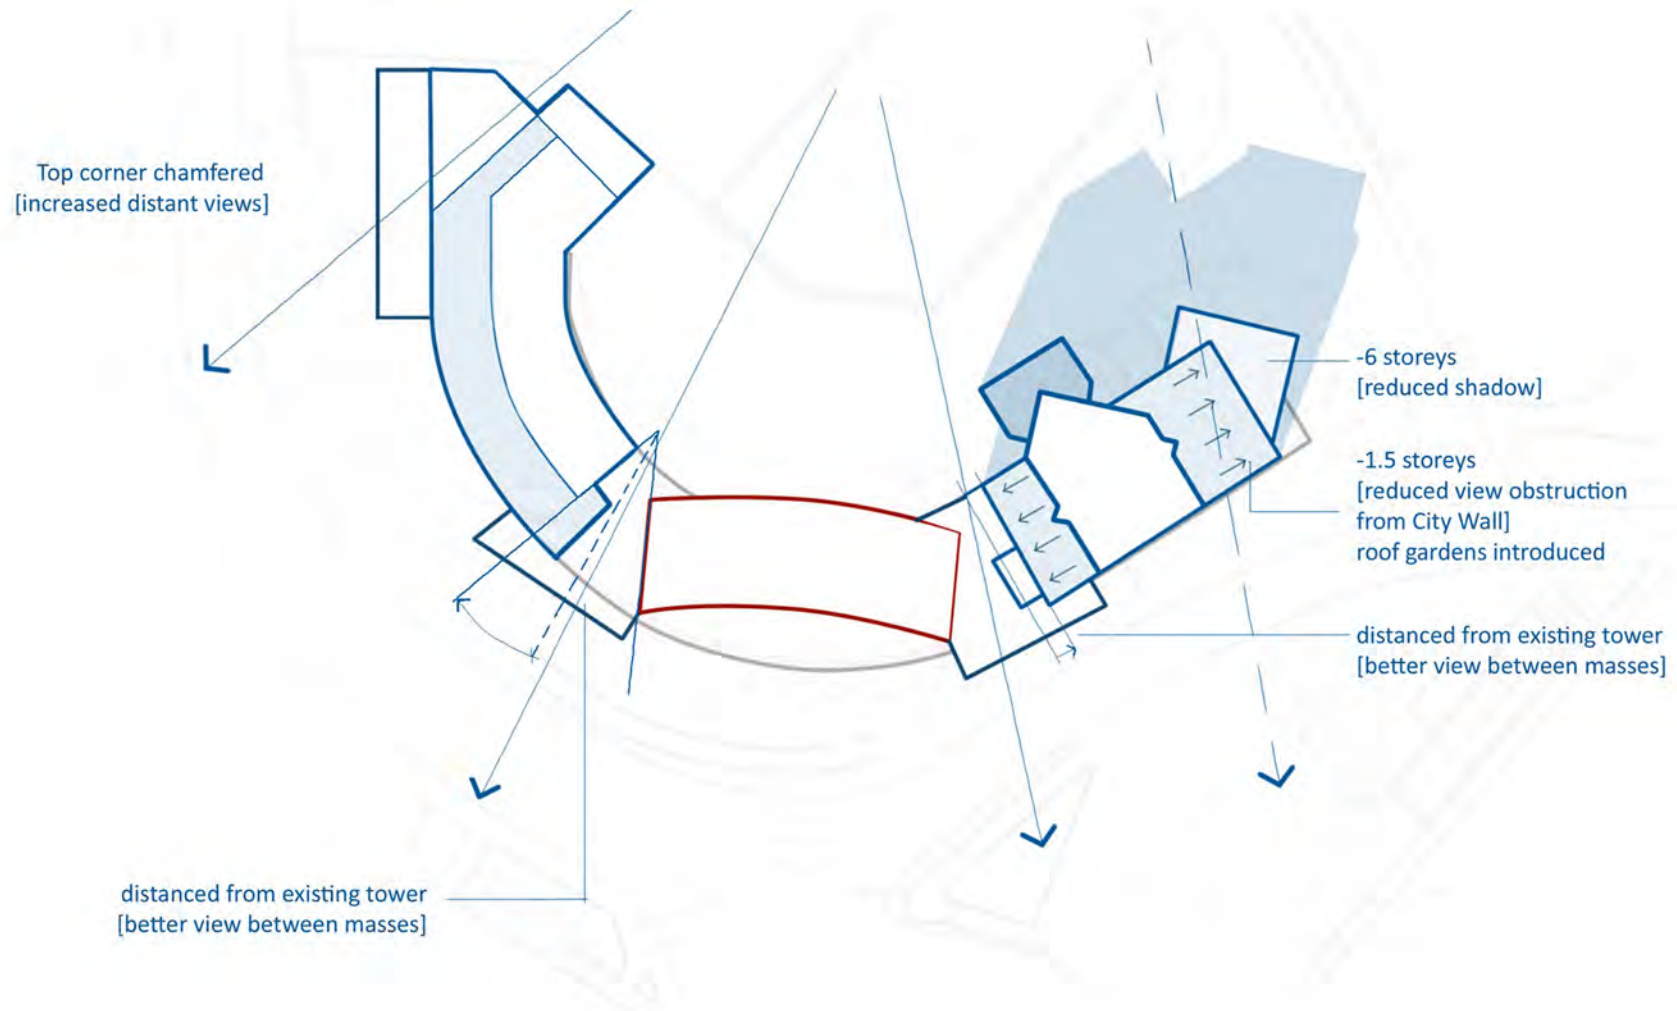 Top corner chamfered
[increased distant views]
-6 storeys
[reduced shadow]
-1.5 storeys
[reduced view obstruction
from City Wall]
roof gardens introduced
distanced from existing tower
[better view between masses]
distanced from existing tower
[better view between masses]